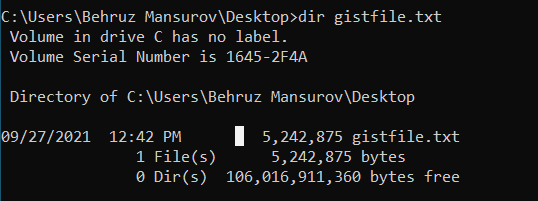 C:\Users\Behruz Mansurov\Desktop>dir gistfile.txt
 Volume in drive C has no label.
 Volume Serial Number is 1645-2F4A

 Directory of C:\Users\Behruz Mansurov\Desktop

09/27/2021  12:42 PM         5,242,875 gistfile.txt
               1 File(s)      5,242,875 bytes
               0 Dir(s)  106,016,911,360 bytes free